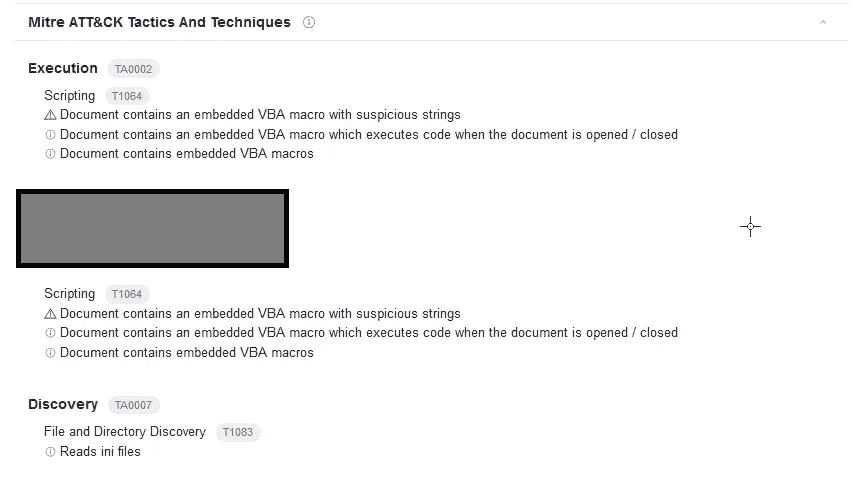 Mitre ATT&CK Tactics And Techniques
Execution TA0002
Scripting T1064
Document contains an embedded VBA macro with suspicious strings
Document contains an embedded VBA macro which executes code when the document is opened / closed
Document contains embedded VBA macros
Scripting T1064
Document contains an embedded VBA macro with suspicious strings
Document contains an embedded VBA macro which executes code when the document is opened / closed
Document contains embedded VBA macros
Discovery TA0007
File and Directory Discovery T1083
Reads ini files